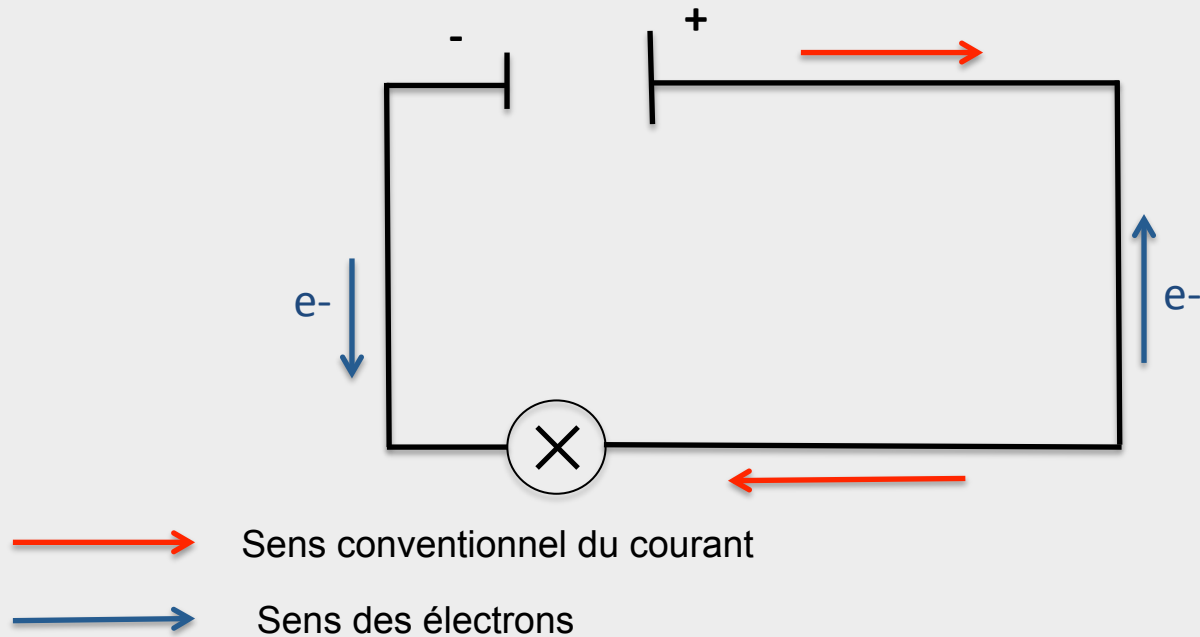 - +
e- e-
Sens conventionnel du courant
Sens des électrons